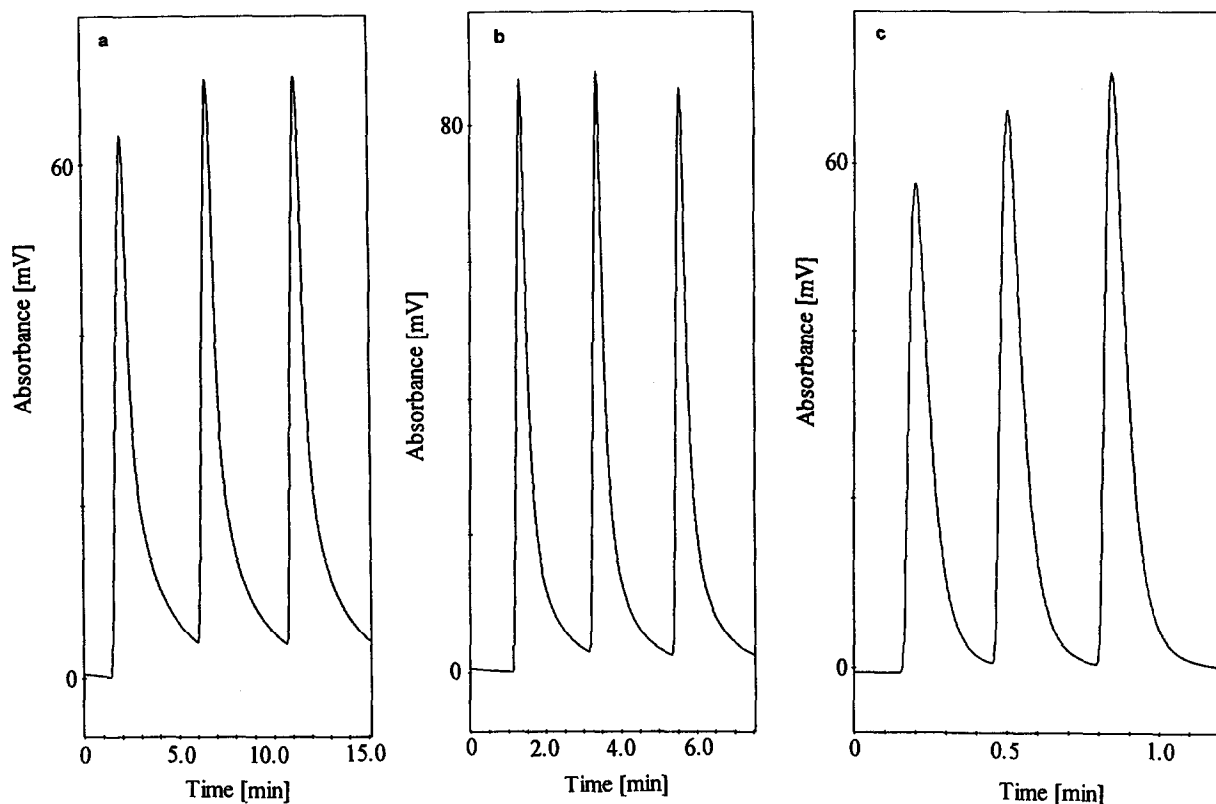 a
60
0
Absorbance [mV]
0 5.0 10.0 15.0
Time [min]
b
80
0
Absorbance [mV]
0 2.0 4.0 6.0
Time [min]
c
60
0
Absorbance [mV]
0 0.5 1.0
Time [min]